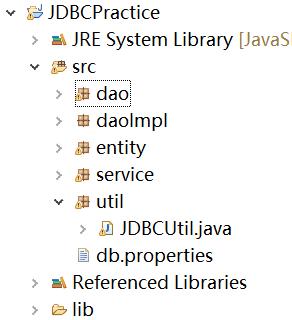 JDBCPractice
JRE System Library [JavaS
src
dao
daoImpl
entity
service
util
JDBCUtil.java
db.properties
Referenced Libraries
lib